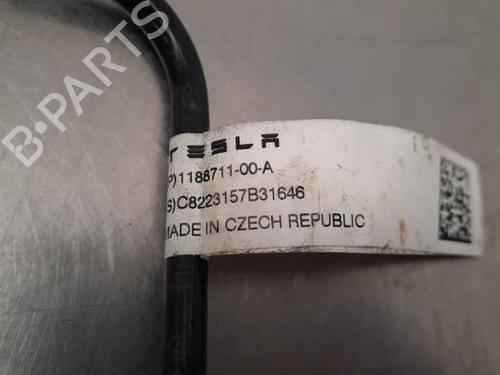 TESLA
P)1188711-00-A
S)C8223157B31646
MADE IN CZECH REPUBLIC
B-PARTS